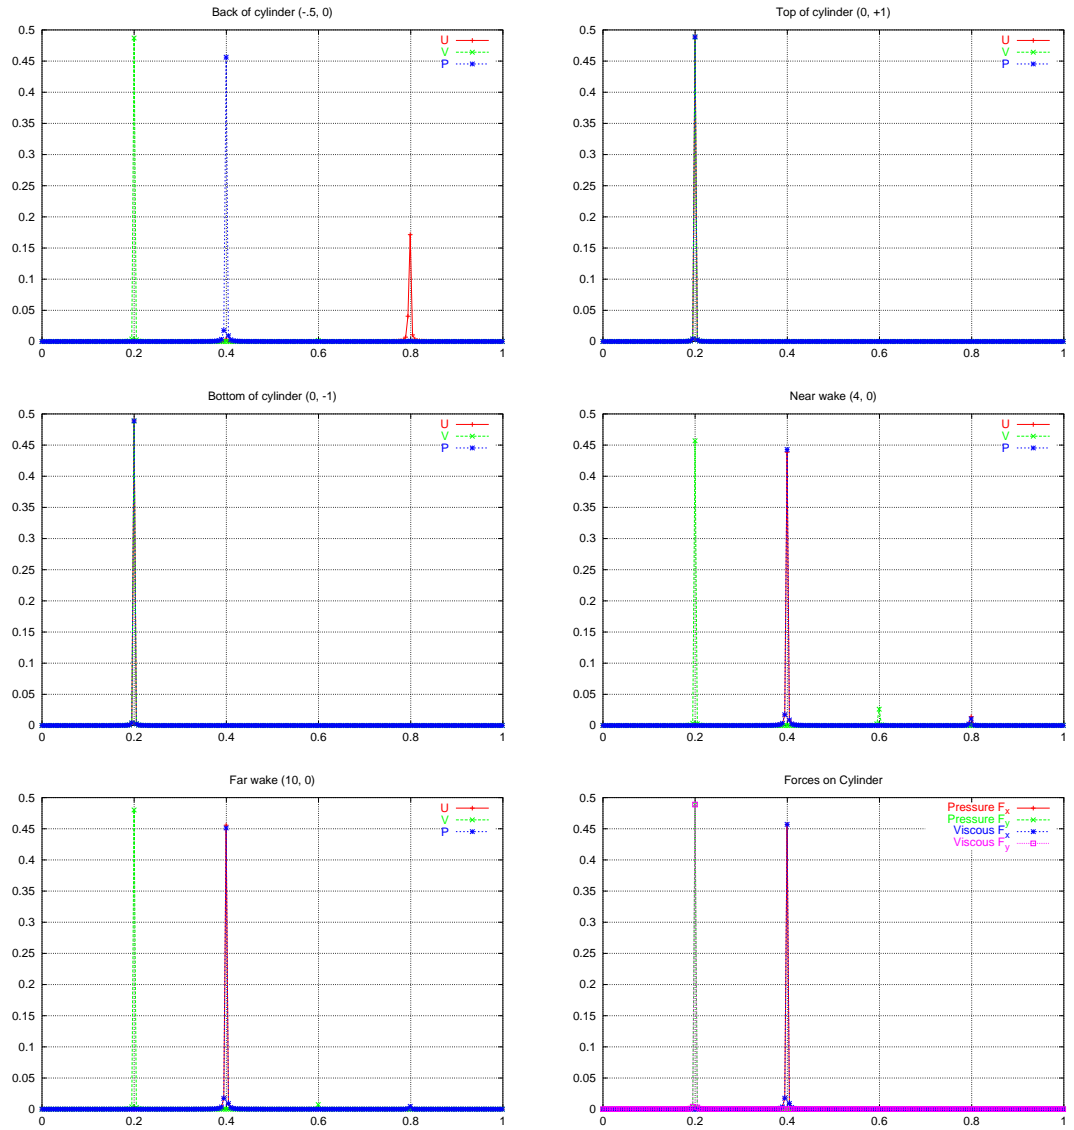 Back of cylinder (-.5, 0)
0.5
0.45
0.4
0.35
0.3
0.25
0.2
0.15
0.1
0.05
0
0 0.2 0.4 0.6 0.8 1
U
V
P
Top of cylinder (0, +1)
0.5
0.45
0.4
0.35
0.3
0.25
0.2
0.15
0.1
0.05
0
0 0.2 0.4 0.6 0.8 1
U
V
P
Bottom of cylinder (0, -1)
0.5
0.45
0.4
0.35
0.3
0.25
0.2
0.15
0.1
0.05
0
0 0.2 0.4 0.6 0.8 1
U
V
P
Near wake (4, 0)
0.5
0.45
0.4
0.35
0.3
0.25
0.2
0.15
0.1
0.05
0
0 0.2 0.4 0.6 0.8 1
U
V
P
Far wake (10, 0)
0.5
0.45
0.4
0.35
0.3
0.25
0.2
0.15
0.1
0.05
0
0 0.2 0.4 0.6 0.8 1
U
V
P
Forces on Cylinder
0.5
0.45
0.4
0.35
0.3
0.25
0.2
0.15
0.1
0.05
0
0 0.2 0.4 0.6 0.8 1
Pressure Fx
Pressure Fy
Viscous Fx
Viscous Fy